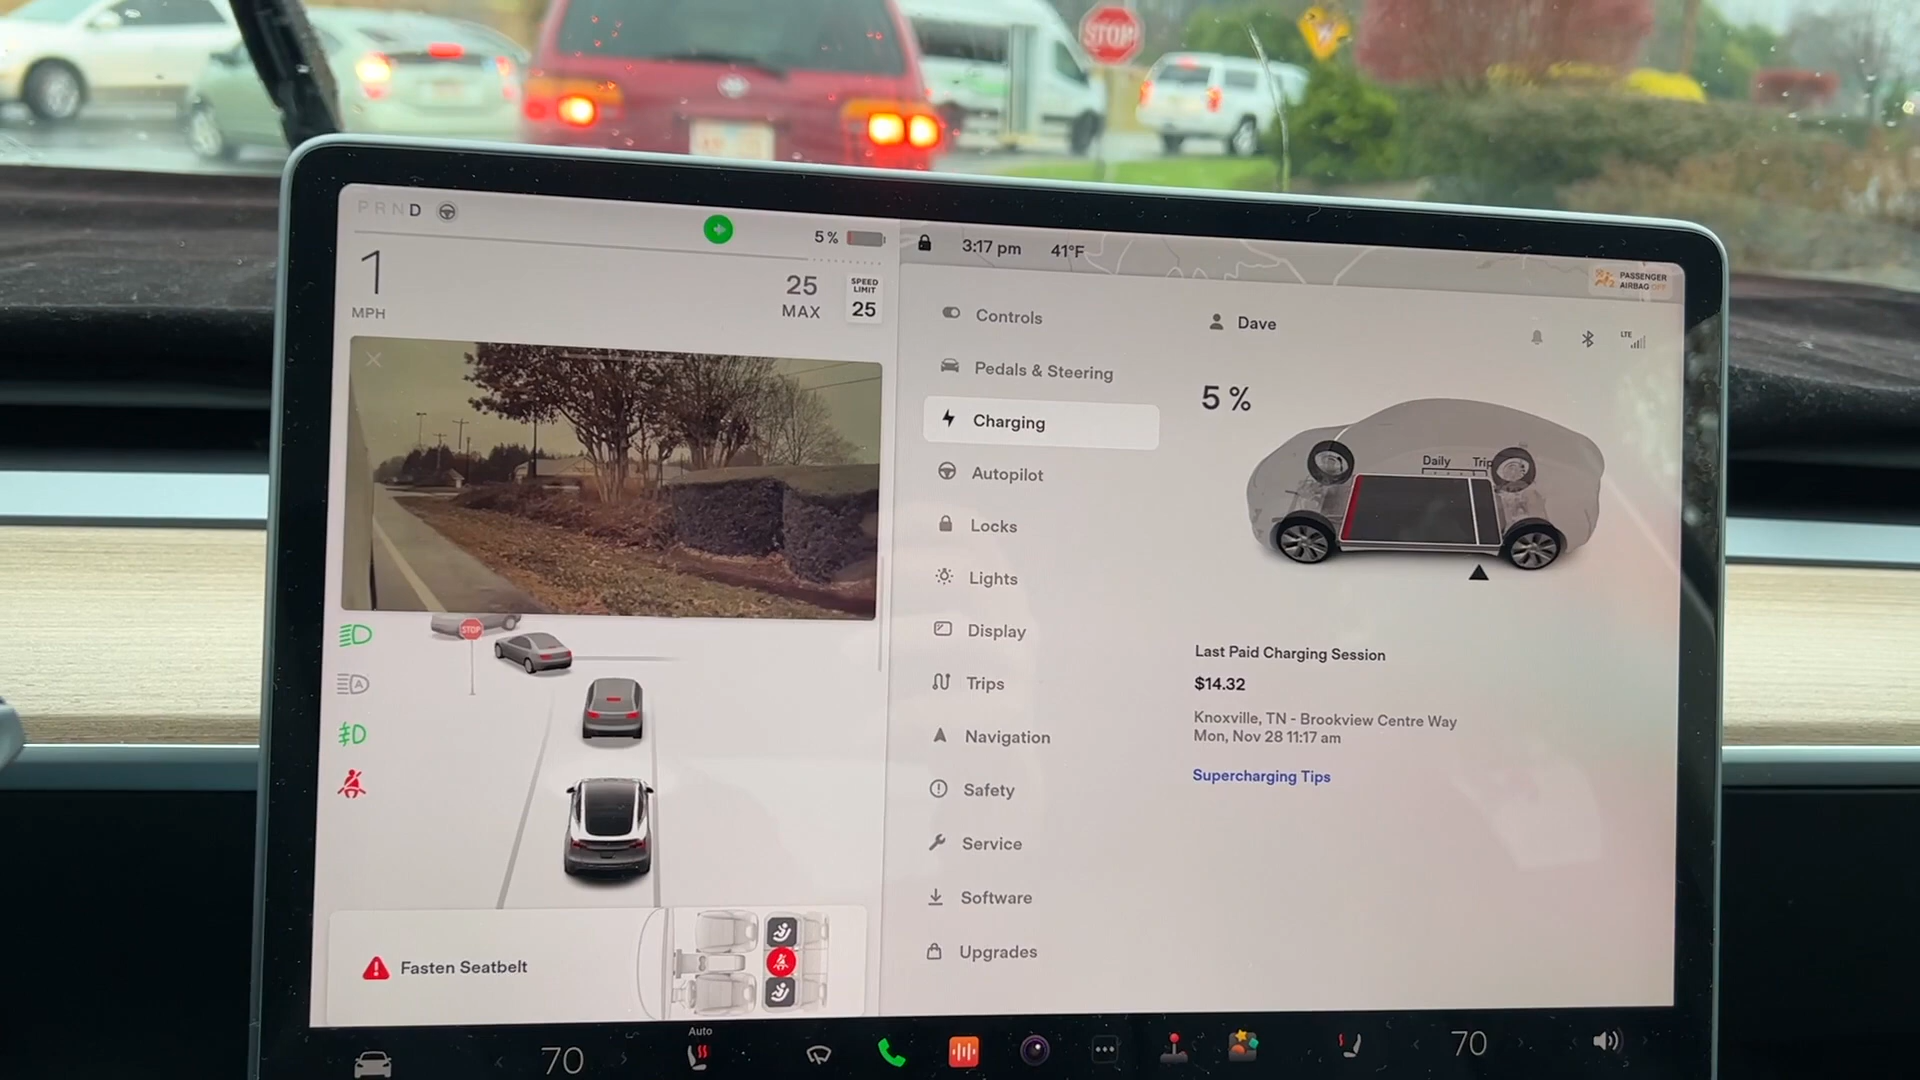 STOP
PRND
5%
3:17 pm
41°F
PASSENGER
AIRBAG OFF
1
MPH
25
MAX
SPEED
LIMIT
25
Controls
Pedals & Steering
Charging
Autopilot
Locks
Lights
Display
Trips
Navigation
Safety
Service
Software
Upgrades
Dave
LTE
5 %
Daily
Trip
Last Paid Charging Session
$14.32
Knoxville, TN - Brookview Centre Way
Mon, Nov 28 11:17 am
Supercharging Tips
STOP
A
Fasten Seatbelt
70
Auto
70